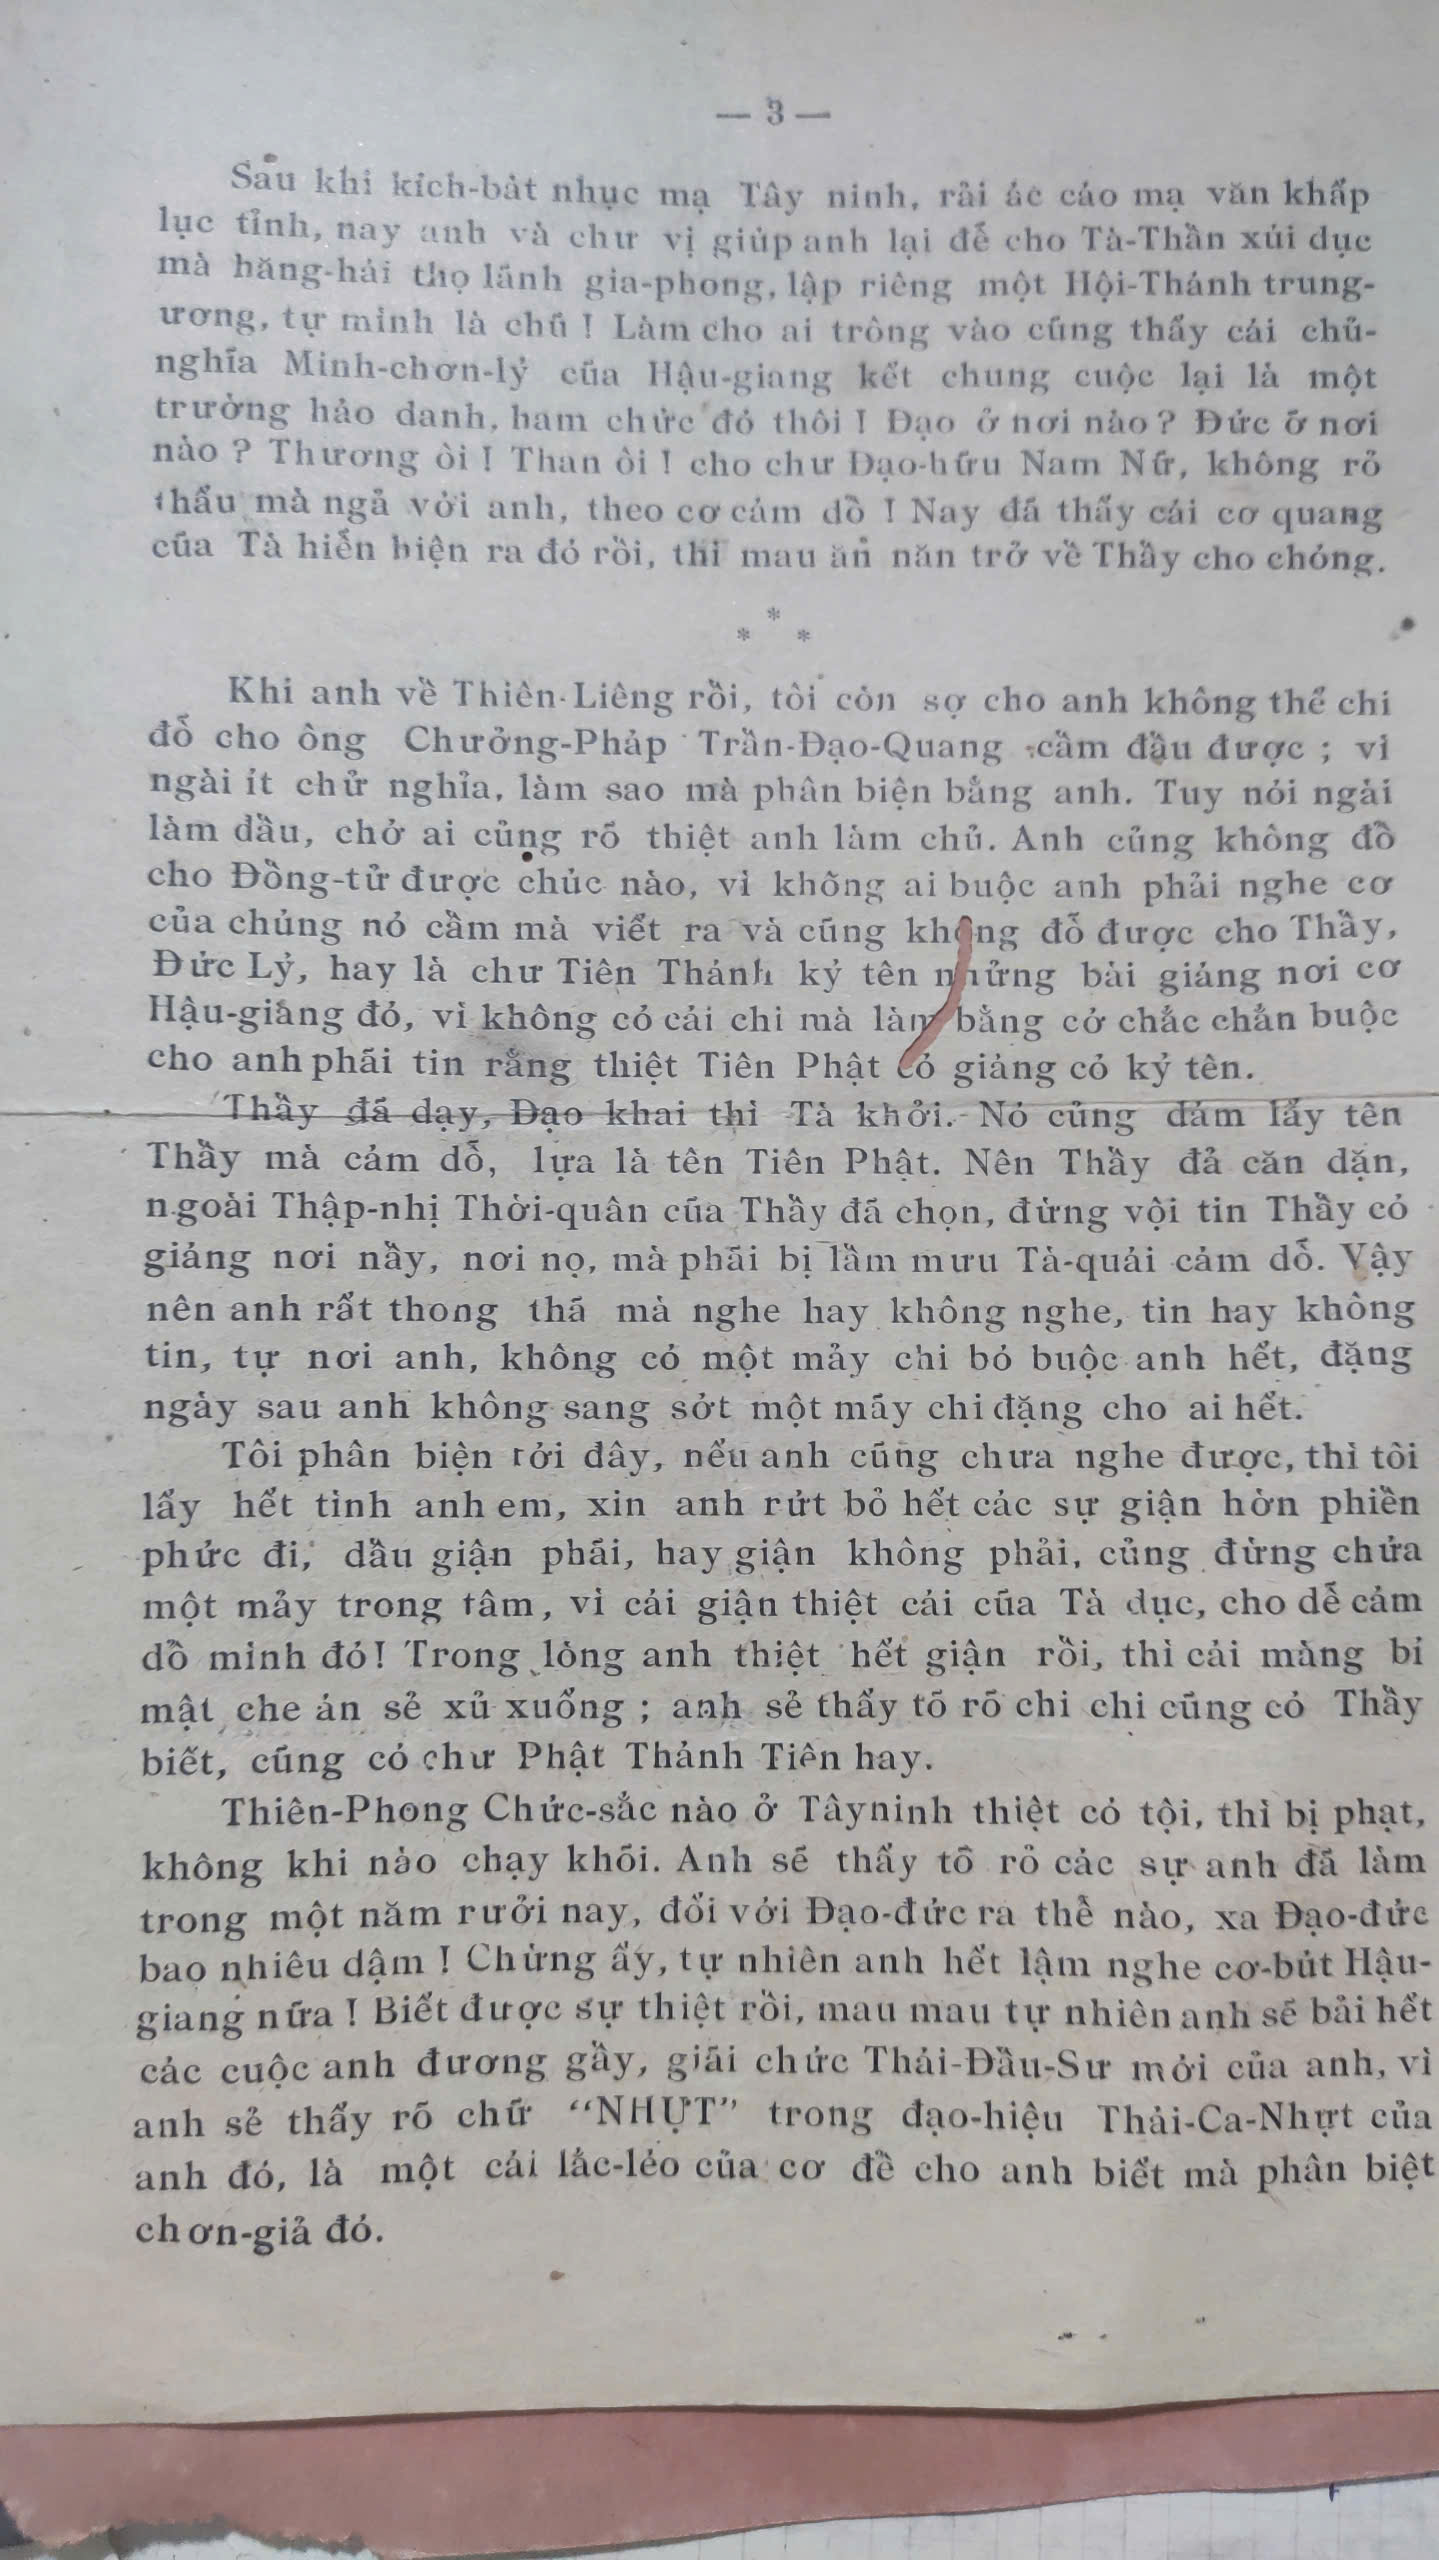 — 3 —
Sau khi kích-bát nhục mạ Tây ninh, rải ác cáo mạ văn khắp
lục tỉnh, nay anh và chư vị giúp anh lại để cho Tà-Thần xúi dục
mà hăng-hái thọ lãnh gia-phong, lập riêng một Hội-Thánh trung-
ương, tự mình là chủ ! Làm cho ai trông vào cũng thấy cái chủ-
nghĩa Minh-chơn-lý của Hậu-giang kết chung cuộc lại là một
trường háo danh, ham chức đó thôi ! Đạo ở nơi nào ? Đức ở nơi
nào ? Thương ôi ! Than ôi ! cho chư Đạo-hữu Nam Nữ, không rỏ
thấu mà ngả với anh, theo cơ cám dỗ ! Nay đã thấy cái cơ quang
của Tà hiển hiện ra đó rồi, thì mau ăn năn trở về Thầy cho chóng.
* * *
Khi anh về Thiên-Liêng rồi, tôi còn sợ cho anh không thể chi
đổ cho ông Chưởng-Pháp Trần-Đạo-Quang cầm đầu được ; vì
ngài ít chử nghỉa, làm sao mà phân biện bằng anh. Tuy nói ngài
làm đầu, chớ ai củng rõ thiệt anh làm chủ. Anh củng không đổ
cho Đồng-tử được chúc nào, vì không ai buộc anh phải nghe cơ
của chúng nó cầm mà viết ra và cũng không đổ được cho Thầy,
Đức Lý, hay là chư Tiên Thánh ký tên những bài giáng nơi cơ
Hậu-giang đó, vì không có cái chi mà làm bằng cớ chắc chắn buộc
cho anh phải tin rằng thiệt Tiên Phật có giáng có ký tên.
Thầy đã dạy, Đạo khai thì Tà khởi. Nó củng dám lấy tên
Thầy mà cám dỗ, lựa là tên Tiên Phật. Nên Thầy đả căn dặn,
ngoài Thập-nhị Thời-quân của Thầy đã chọn, đừng vội tin Thầy có
giáng nơi nầy, nơi nọ, mà phải bị lầm mưu Tà-quái cám dỗ. Vậy
nên anh rất thong thả mà nghe hay không nghe, tin hay không
tin, tự nơi anh, không có một mảy chi bó buộc anh hết, đặng
ngày sau anh không sang sớt một mảy chi đặng cho ai hết.
Tôi phân biện tới đây, nếu anh cũng chưa nghe được, thì tôi
lấy hết tình anh em, xin anh rứt bỏ hết các sự giận hờn phiền
phức đi, dầu giận phải, hay giận không phải, củng đừng chứa
một mảy trong tâm, vì cái giận thiệt cái của Tà dục, cho dễ cám
dỗ mình đó! Trong lòng anh thiệt hết giận rồi, thì cái màng bí
mật che án sẻ xủ xuống ; anh sẻ thấy tõ rõ chi chi cũng có Thầy
biết, cũng có chư Phật Thánh Tiên hay.
Thiên-Phong Chức-sắc nào ở Tâyninh thiệt có tội, thì bị phạt,
không khi nào chạy khỏi. Anh sẽ thấy tõ rỏ các sự anh đã làm
trong một năm rưởi nay, đối với Đạo-đức ra thể nào, xa Đạo-đức
bao nhiêu dậm ! Chừng ấy, tự nhiên anh hết lậm nghe cơ-bút Hậu-
giang nữa ! Biết được sự thiệt rồi, mau mau tự nhiên anh sẽ bải hết
các cuộc anh đương gầy, giải chức Thái-Đầu-Sư mới của anh, vì
anh sẻ thấy rõ chữ “NHỰT” trong đạo-hiệu Thái-Ca-Nhựt của
anh đó, là một cái lắc-léo của cơ để cho anh biết mà phân biệt
chơn-giả đó.